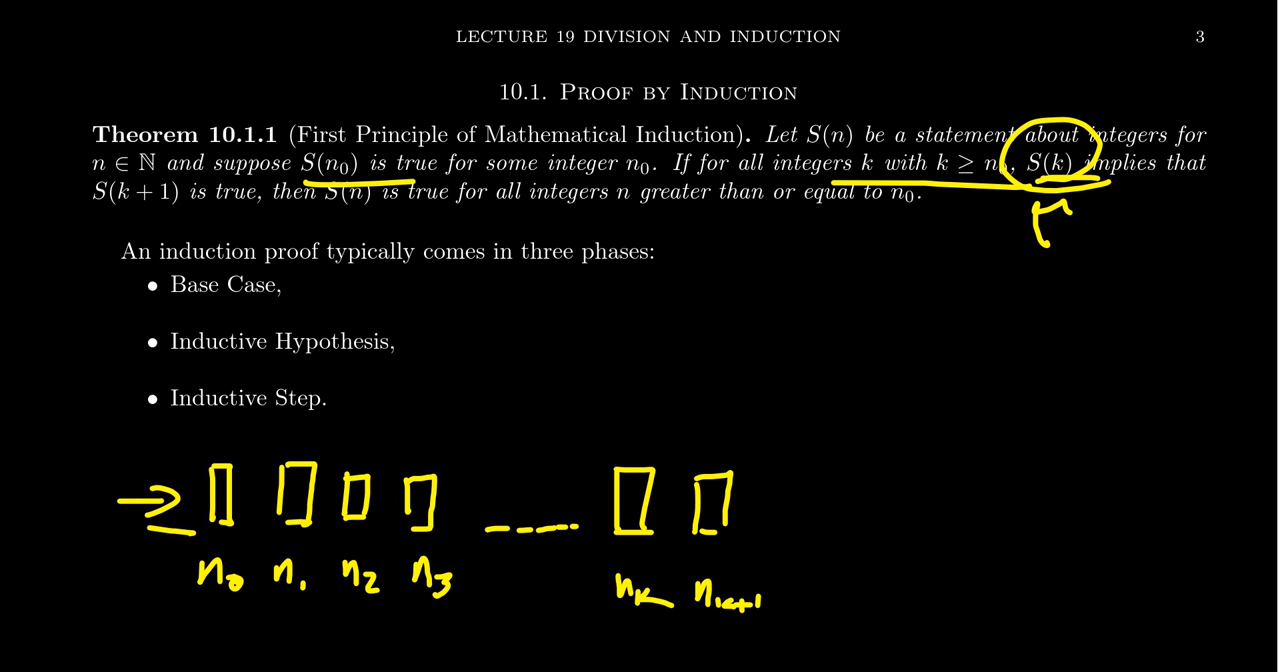 LECTURE 19 DIVISION AND INDUCTION 3
10.1. PROOF BY INDUCTION
Theorem 10.1.1 (First Principle of Mathematical Induction). Let S(n) be a statement about integers for
n ∈ ℕ and suppose S(n₀) is true for some integer n₀. If for all integers k with k ≥ n₀, S(k) implies that
S(k + 1) is true, then S(n) is true for all integers n greater than or equal to n₀.
An induction proof typically comes in three phases:
• Base Case,
• Inductive Hypothesis,
• Inductive Step.
n₀ n₁ n₂ n₃ nₖ nₖ₊₁